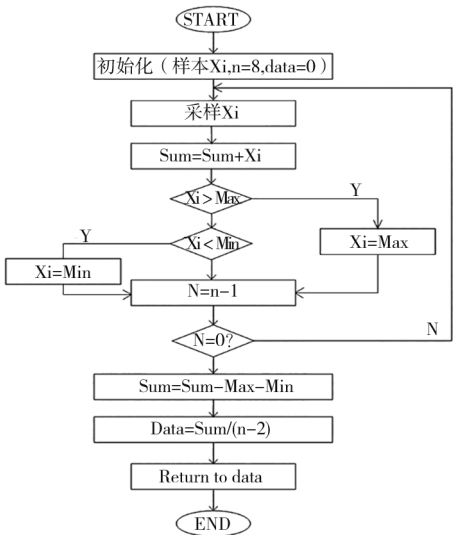 START
初始化（样本Xi,n=8,data=0）
采样Xi
Sum=Sum+Xi
Xi>Max
Y
Y
Xi<Min
Xi=Max
Xi=Min
N=n-1
N=0?
N
Sum=Sum-Max-Min
Data=Sum/(n-2)
Return to data
END